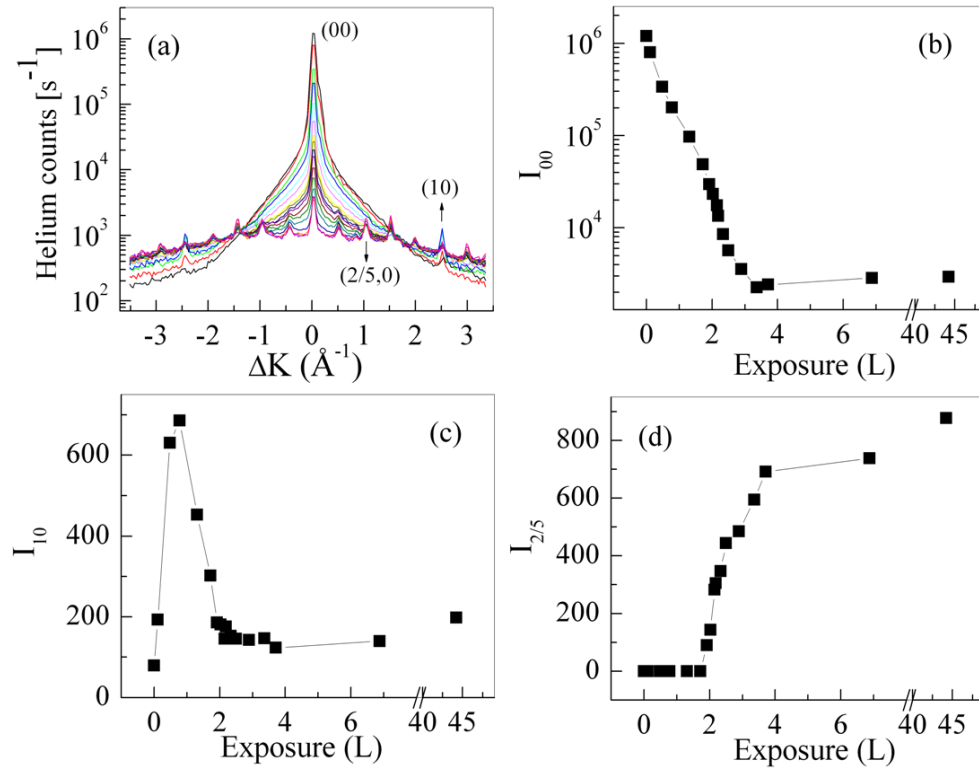 (a)
(00)
(10)
(2/5,0)
Helium counts [s⁻¹]
10⁶
10⁵
10⁴
10³
10²
-3 -2 -1 0 1 2 3
ΔK (Å⁻¹)
(b)
I₀₀
10⁶
10⁵
10⁴
0 2 4 6 8 40 45
Exposure (L)
(c)
I₁₀
600
400
200
0
0 2 4 6 8 40 45
Exposure (L)
(d)
I₂/₅
800
600
400
200
0
0 2 4 6 8 40 45
Exposure (L)